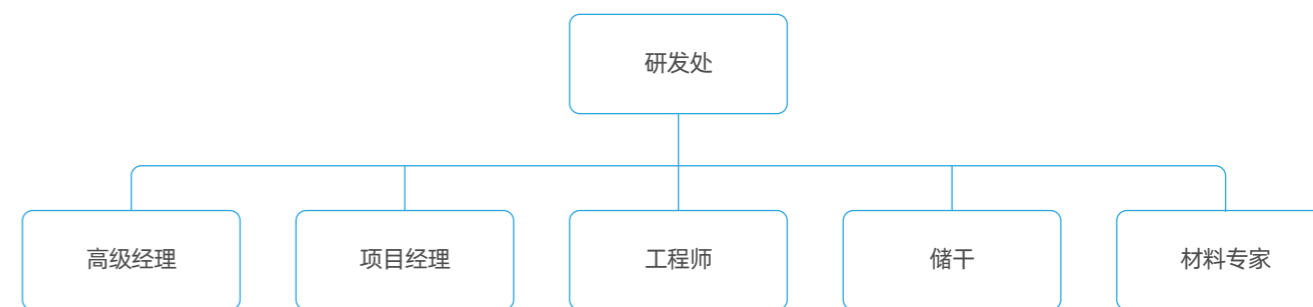 研发处
高级经理
项目经理
工程师
储干
材料专家